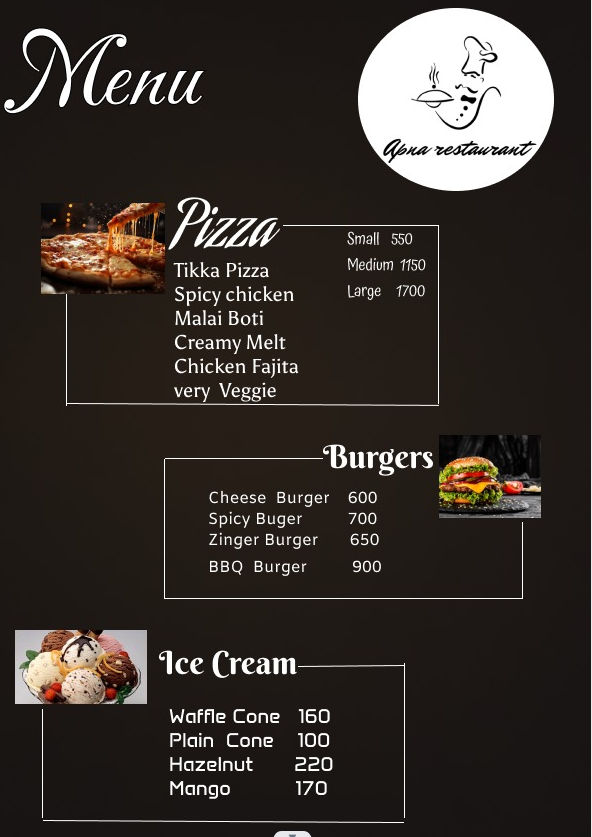 Menu
Apna restaurant
Pizza
Small 550
Medium 1150
Large 1700
Tikka Pizza
Spicy chicken
Malai Boti
Creamy Melt
Chicken Fajita
very Veggie
Burgers
Cheese Burger 600
Spicy Buger 700
Zinger Burger 650
BBQ Burger 900
Ice Cream
Waffle Cone 160
Plain Cone 100
Hazelnut 220
Mango 170